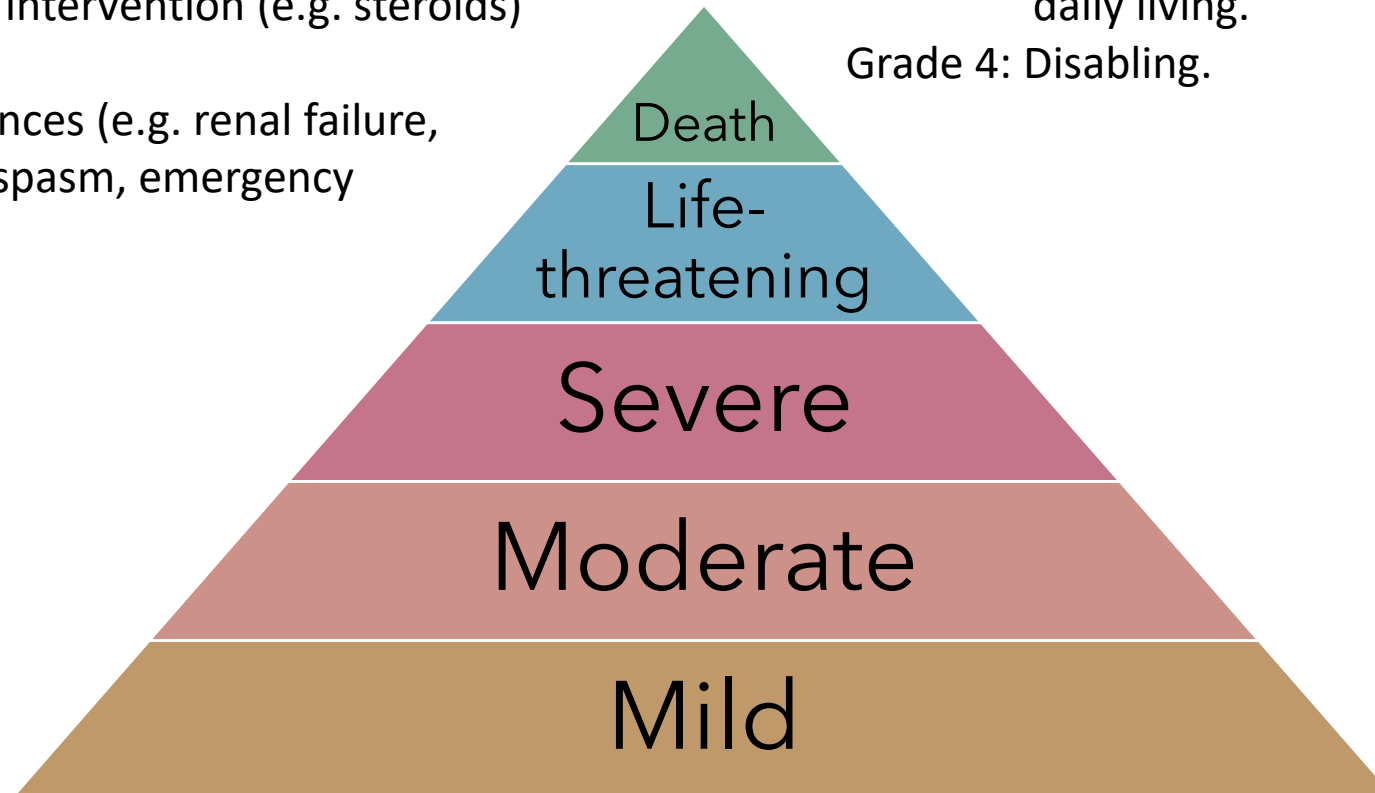 intervention (e.g. steroids)
nces (e.g. renal failure,
spasm, emergency
daily living.
Grade 4: Disabling.
Death
Life-
threatening
Severe
Moderate
Mild